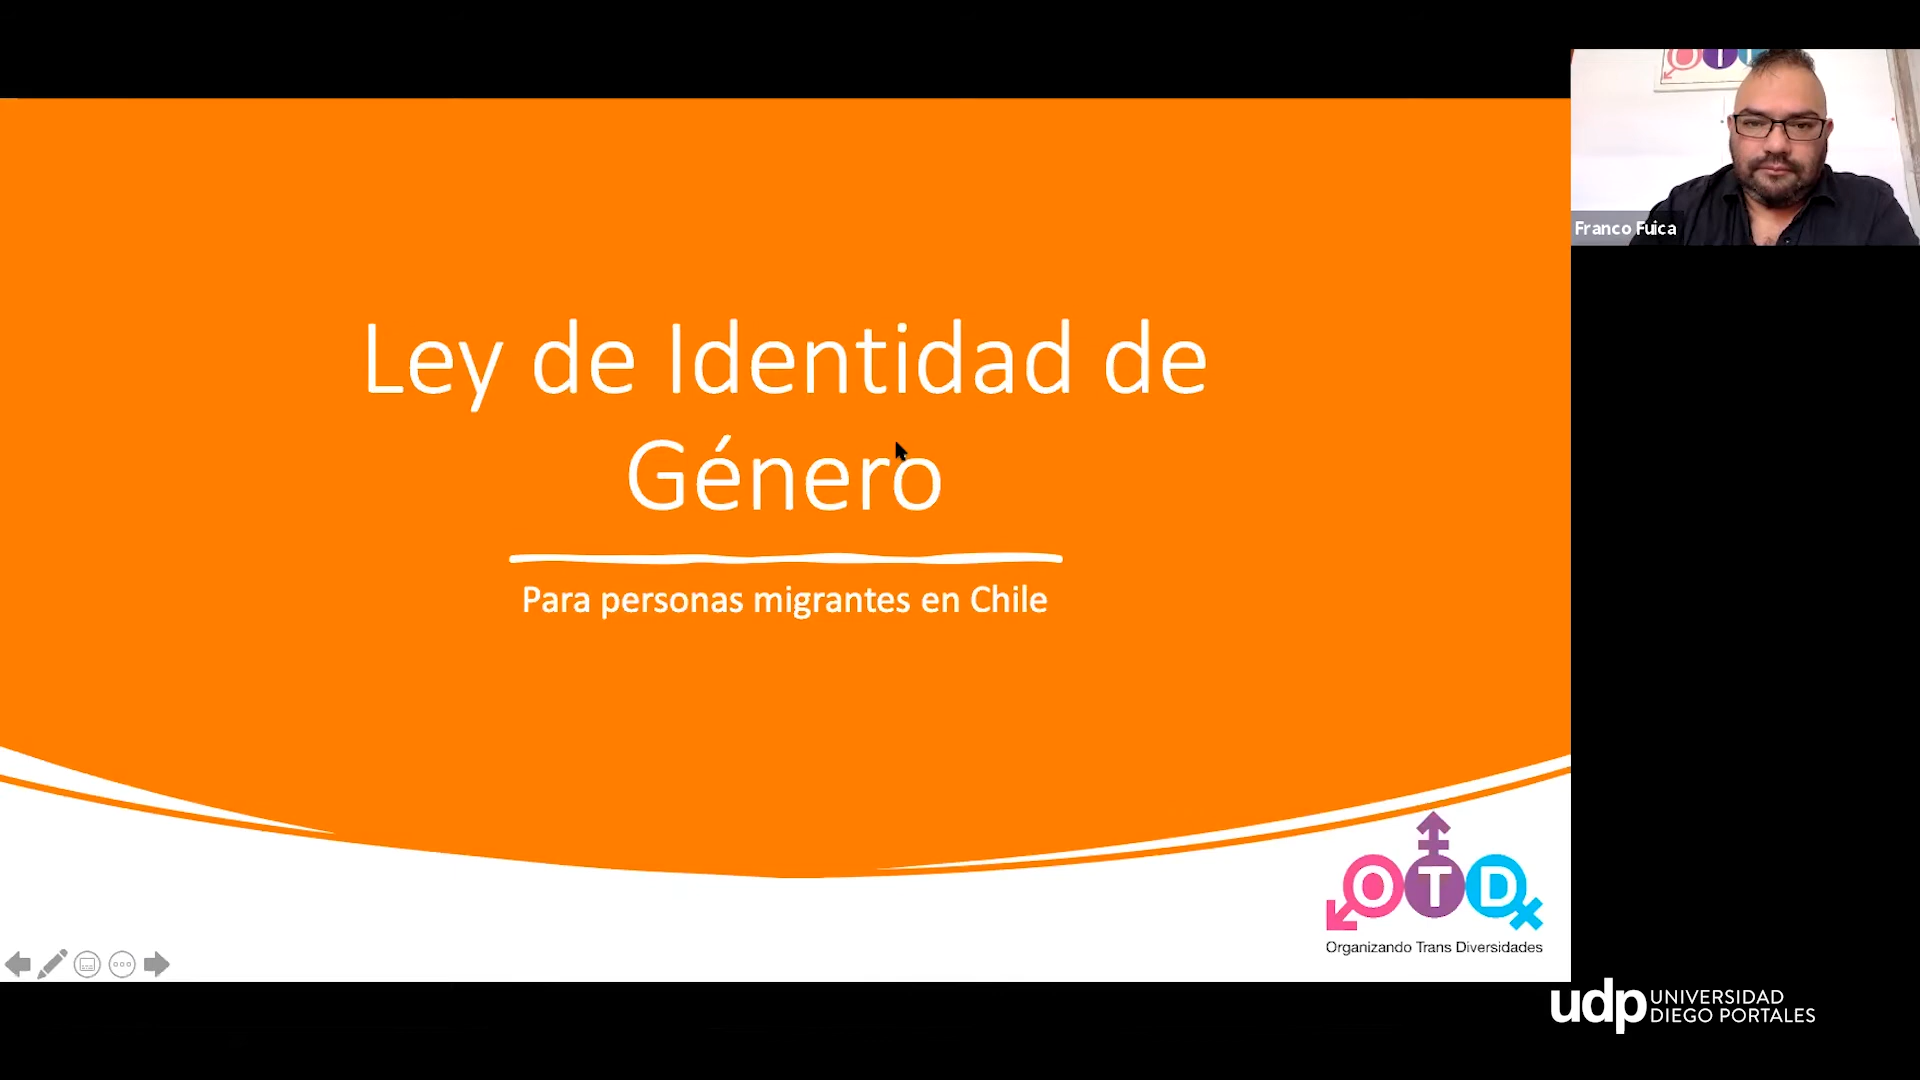 Ley de Identidad de
Género
Para personas migrantes en Chile
OTD
Organizando Trans Diversidades
OT
Franco Fuica
udp UNIVERSIDAD
DIEGO PORTALES